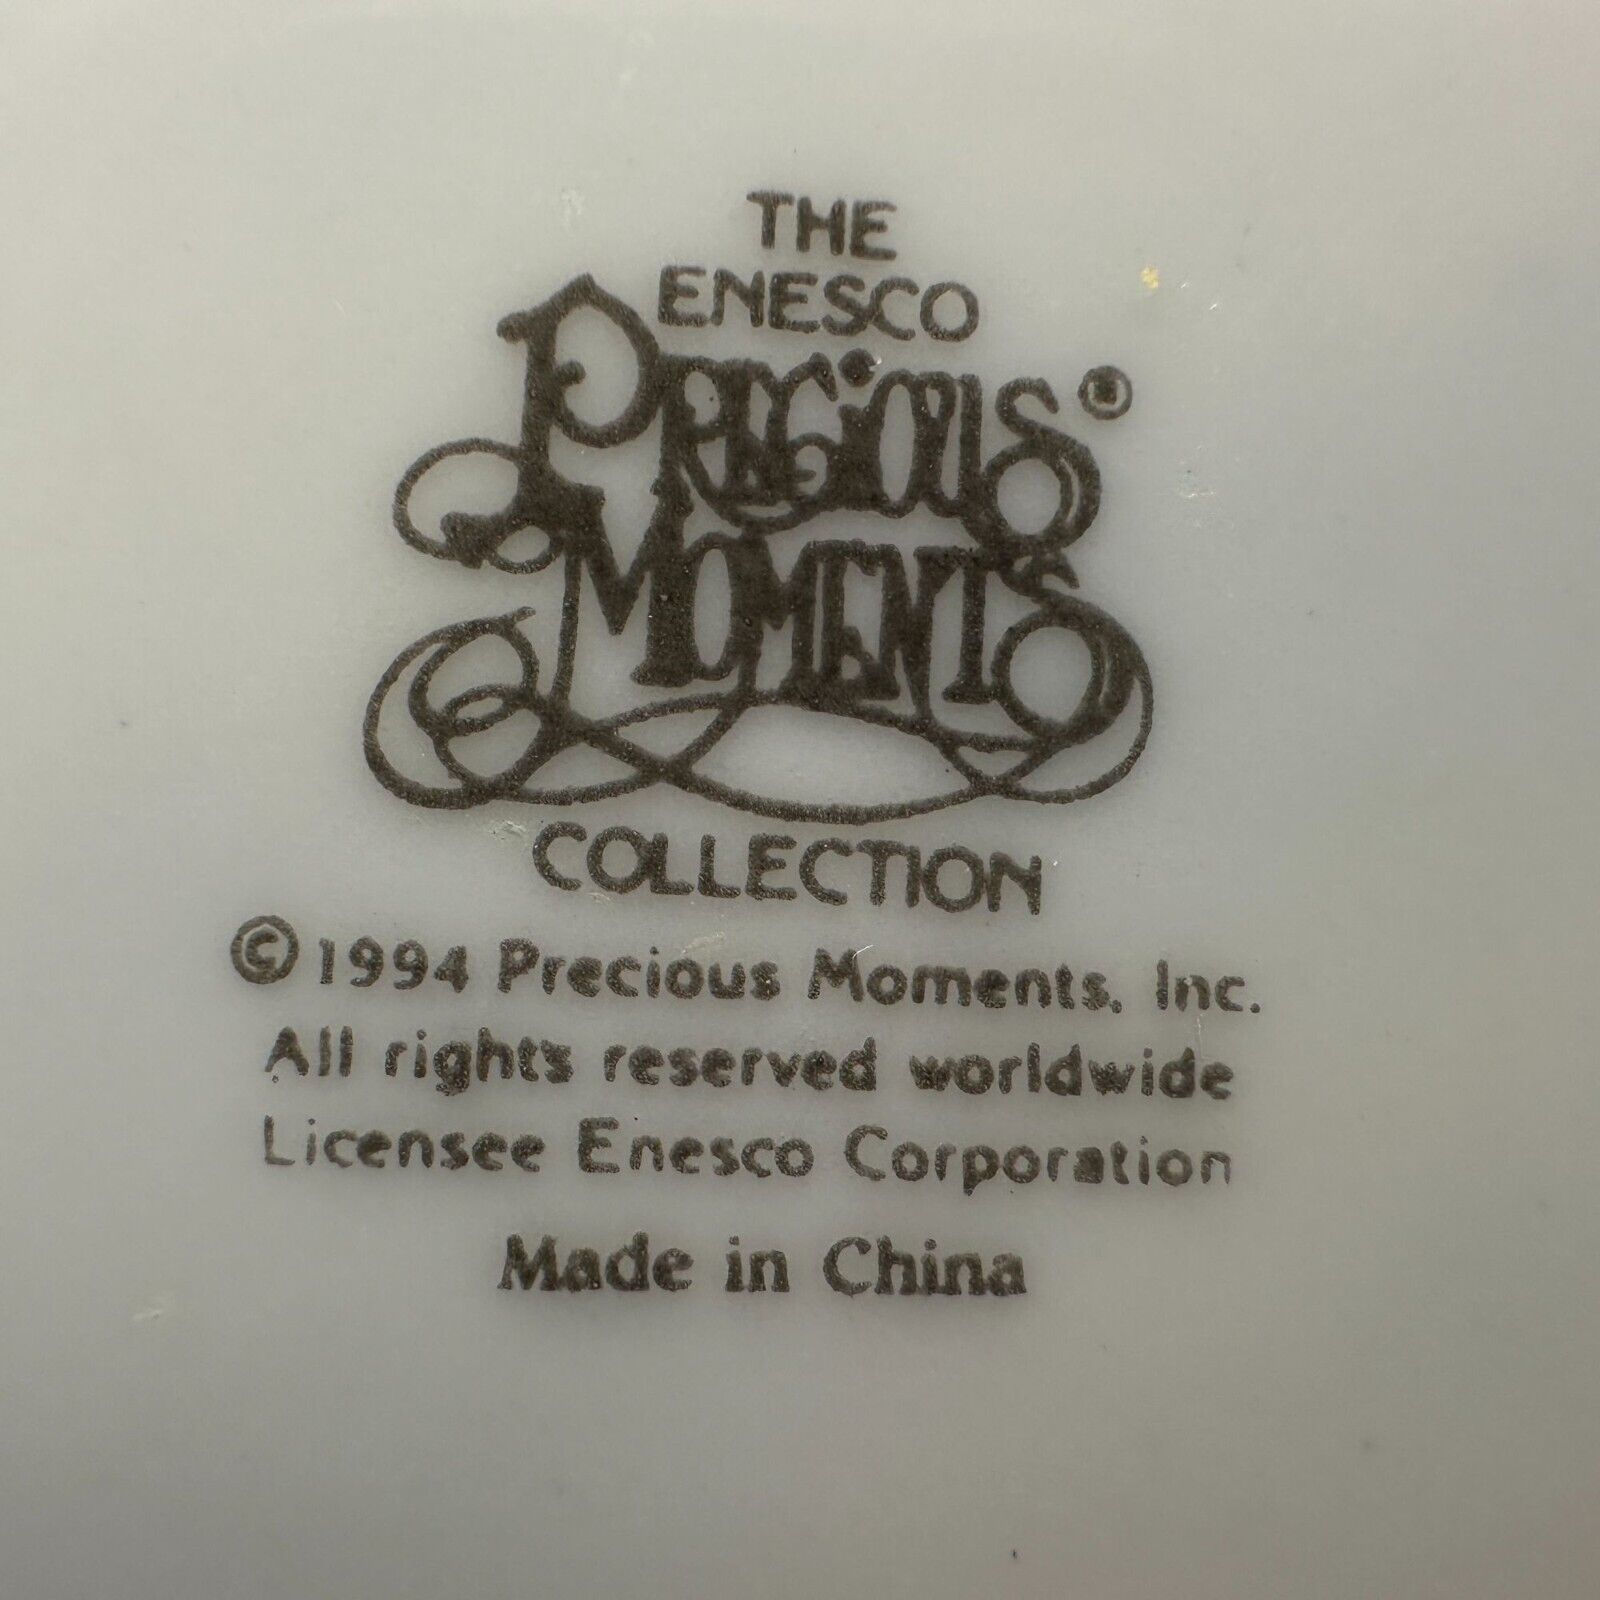 THE
ENESCO
PRECIOUS®
MOMENTS
COLLECTION
©1994 Precious Moments, Inc.
All rights reserved worldwide
Licensee Enesco Corporation
Made in China